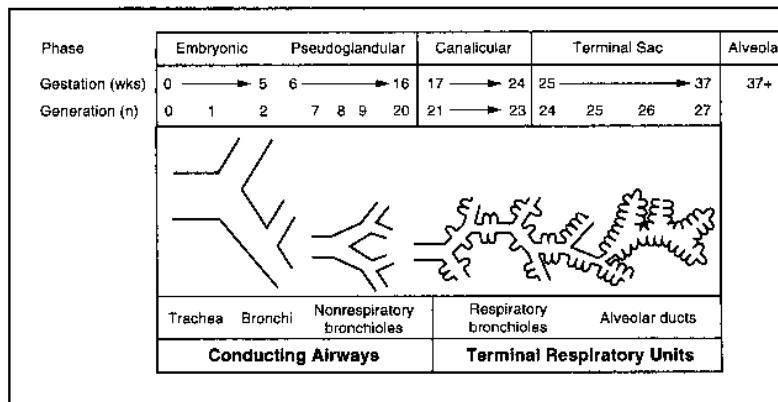 Phase Embryonic Pseudoglandular Canalicular Terminal Sac Alveola
Gestation (wks) 0 → 5 6 → 16 17 → 24 25 → 37 37+
Generation (n) 0 1 2 7 8 9 20 21 → 23 24 25 26 27
Trachea Bronchi Nonrespiratory bronchioles Respiratory bronchioles Alveolar ducts
Conducting Airways Terminal Respiratory Units